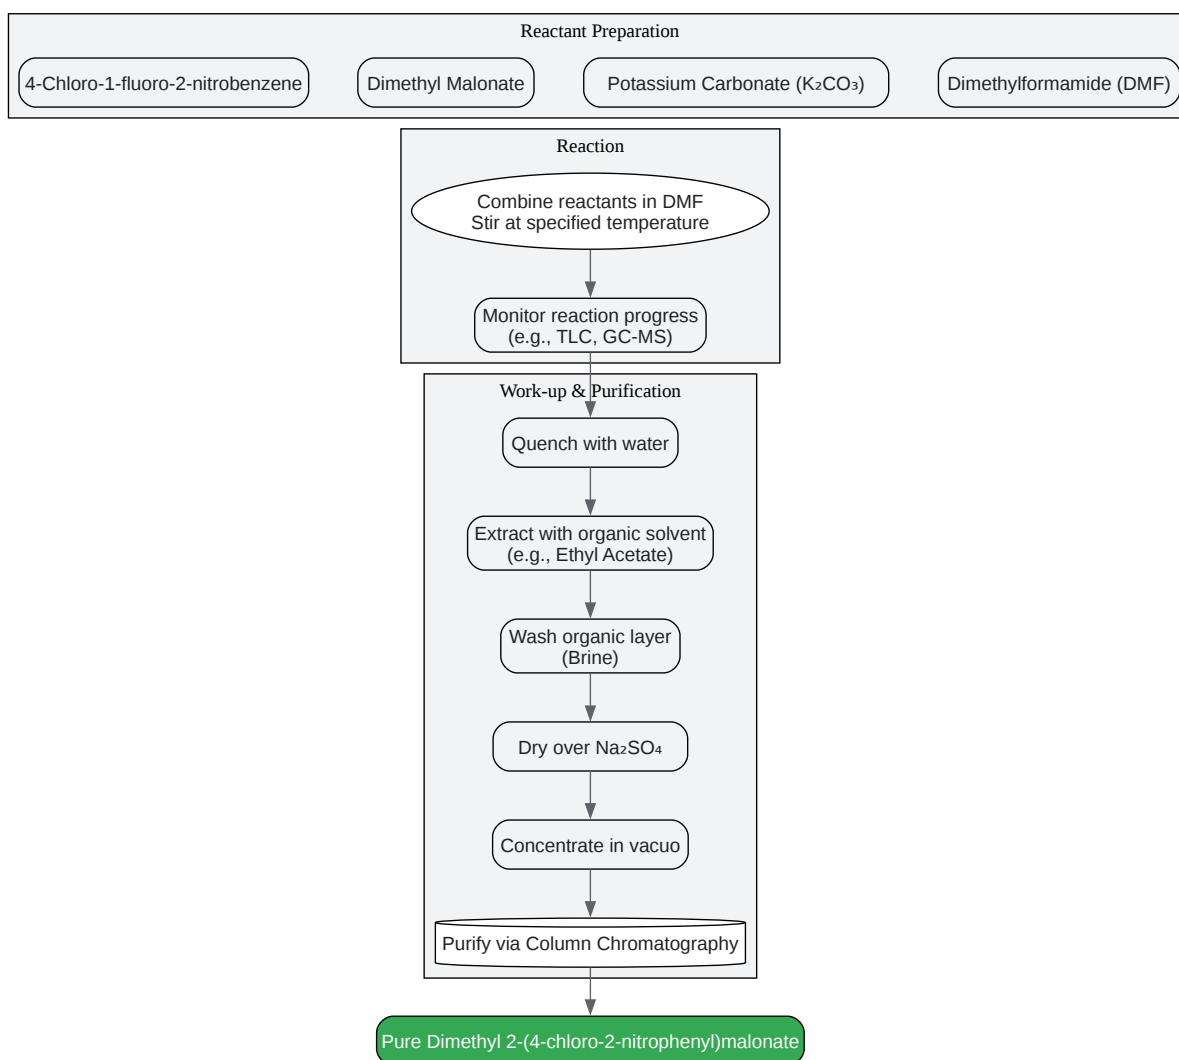 Reactant Preparation
4-Chloro-1-fluoro-2-nitrobenzene
Dimethyl Malonate
Potassium Carbonate (K₂CO₃)
Dimethylformamide (DMF)
Reaction
Combine reactants in DMF
Stir at specified temperature
Monitor reaction progress
(e.g., TLC, GC-MS)
Work-up & Purification
Quench with water
Extract with organic solvent
(e.g., Ethyl Acetate)
Wash organic layer
(Brine)
Dry over Na₂SO₄
Concentrate in vacuo
Purify via Column Chromatography
Pure Dimethyl 2-(4-chloro-2-nitrophenyl)malonate